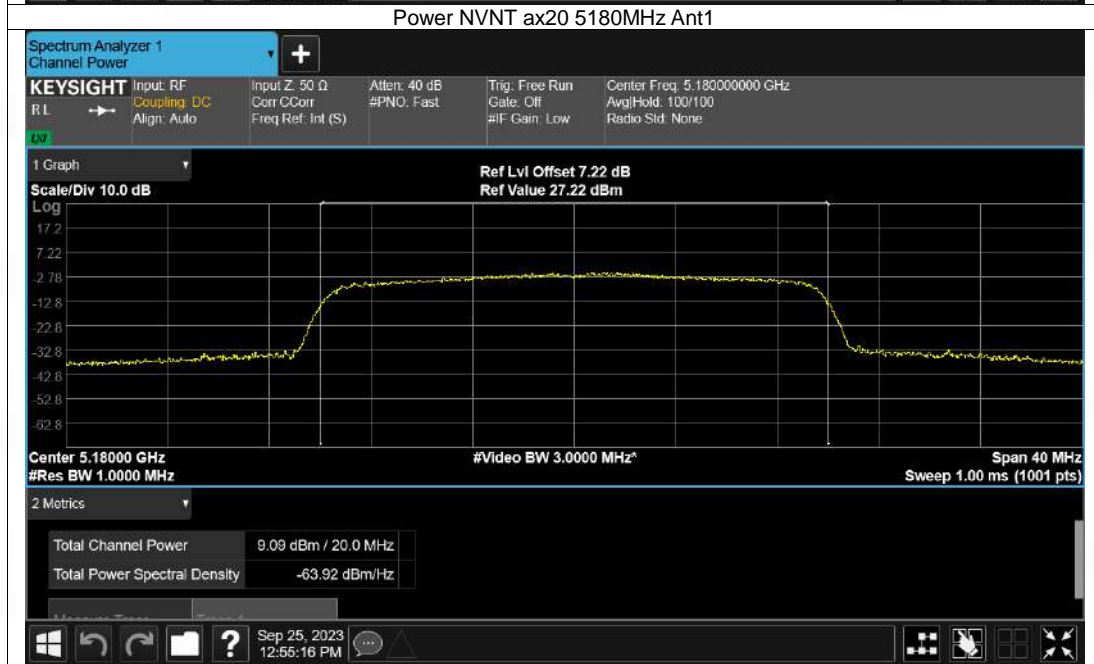 Power NVNT ax20 5180MHz Ant1
Spectrum Analyzer 1
Channel Power
+
KEYSIGHT
Input: RF
Coupling: DC
Align: Auto
Input Z: 50 Ω
Corr CCorr
Freq Ref: Int (S)
Atten: 40 dB
#PNO: Fast
Trig: Free Run
Gate: Off
#IF Gain: Low
Center Freq: 5.180000000 GHz
Avg|Hold: 100/100
Radio Std: None
R L
LXI
1 Graph
Scale/Div 10.0 dB
Ref Lvl Offset 7.22 dB
Ref Value 27.22 dBm
Log
17.2
7.22
-2.78
-12.8
-22.8
-32.8
-42.8
-52.8
-62.8
Center 5.18000 GHz
#Video BW 3.0000 MHz*
Span 40 MHz
#Res BW 1.0000 MHz
Sweep 1.00 ms (1001 pts)
2 Metrics
Total Channel Power 9.09 dBm / 20.0 MHz
Total Power Spectral Density -63.92 dBm/Hz
?
Sep 25, 2023
12:55:16 PM